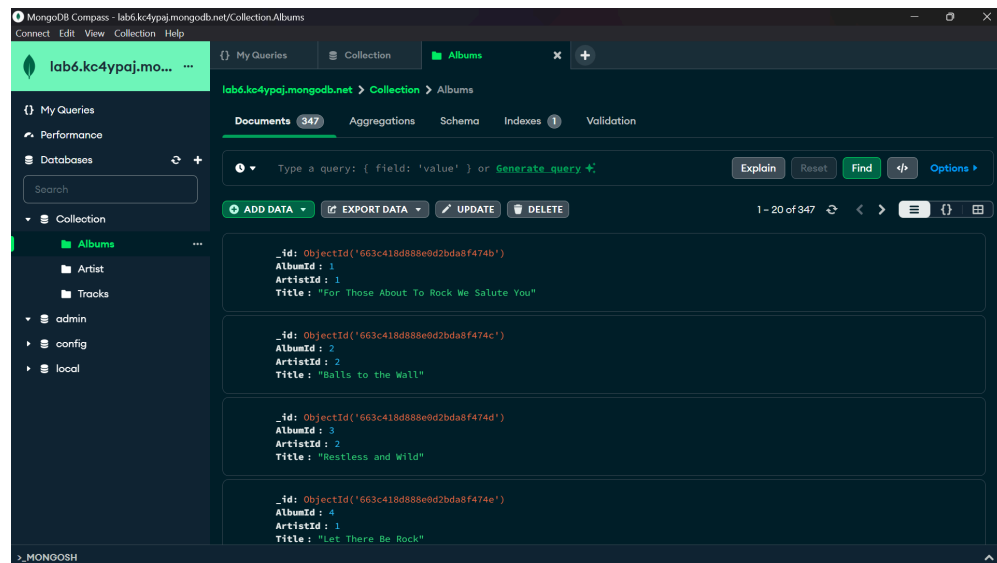 MongoDB Compass - lab6.kc4ypaj.mongodb.net/Collection.Albums
Connect Edit View Collection Help
lab6.kc4ypaj.mo... ...
{} My Queries
Performance
Databases
Search
Collection
Albums ...
Artist
Tracks
admin
config
local
{} My Queries Collection Albums
lab6.kc4ypaj.mongodb.net > Collection > Albums
Documents 347 Aggregations Schema Indexes 1 Validation
Type a query: { field: 'value' } or Generate query Explain Reset Find </> Options
ADD DATA EXPORT DATA UPDATE DELETE 1 – 20 of 347 {}
_id: ObjectId('663c418d888e0d2bda8f474b')
AlbumId : 1
ArtistId : 1
Title : "For Those About To Rock We Salute You"
_id: ObjectId('663c418d888e0d2bda8f474c')
AlbumId : 2
ArtistId : 2
Title : "Balls to the Wall"
_id: ObjectId('663c418d888e0d2bda8f474d')
AlbumId : 3
ArtistId : 2
Title : "Restless and Wild"
_id: ObjectId('663c418d888e0d2bda8f474e')
AlbumId : 4
ArtistId : 1
Title : "Let There Be Rock"
>_MONGOSH